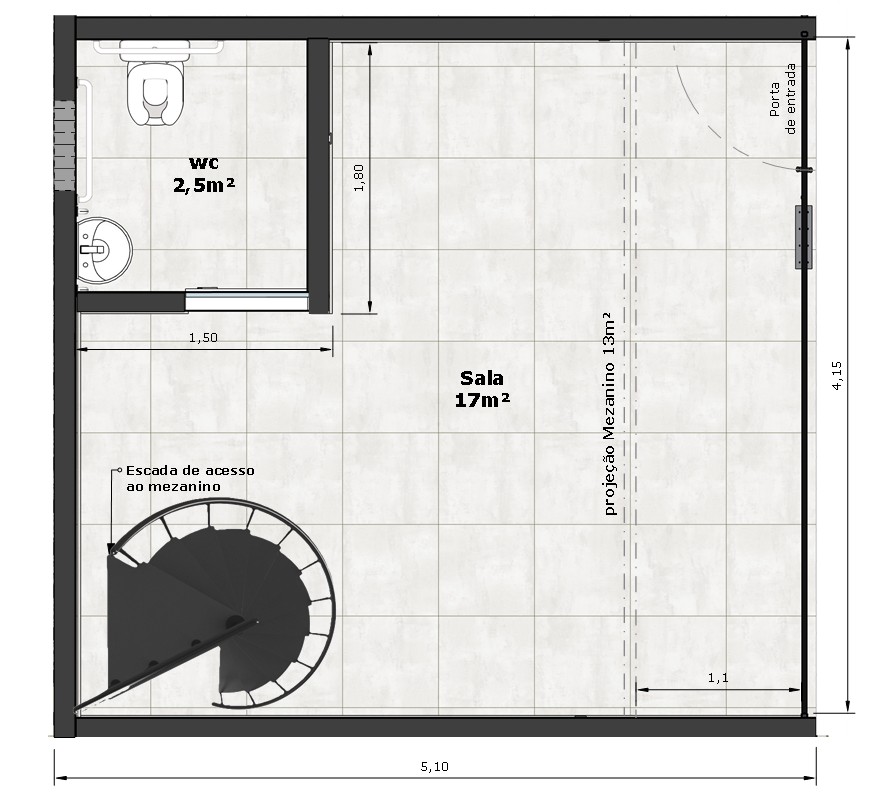 Porta
de entrada
wc
2,5m²
1,80
1,50
Sala
17m²
projeção Mezanino 13m²
4,15
Escada de acesso
ao mezanino
1,1
5,10